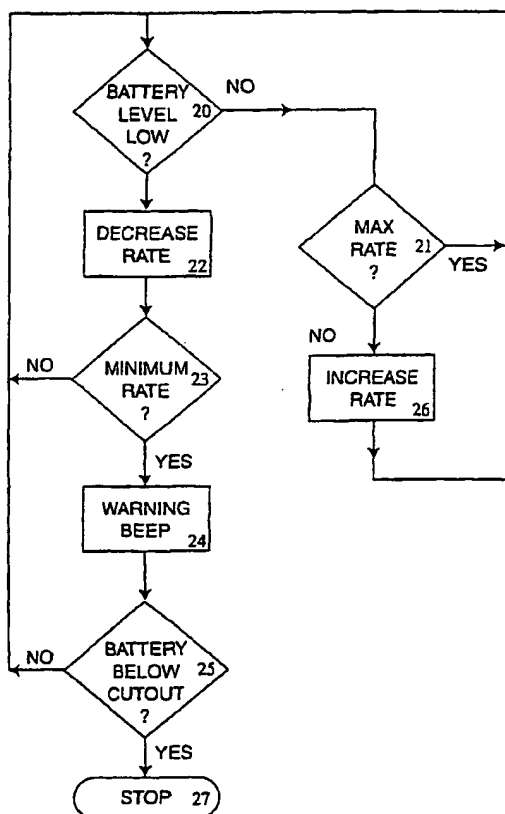 BATTERY
LEVEL 20
LOW
?
NO
DECREASE
RATE 22
MAX
RATE 21
?
YES
NO
MINIMUM 23
RATE
?
NO
INCREASE
RATE 26
YES
WARNING
BEEP 24
BATTERY
BELOW 25
CUTOUT
?
NO
YES
STOP 27